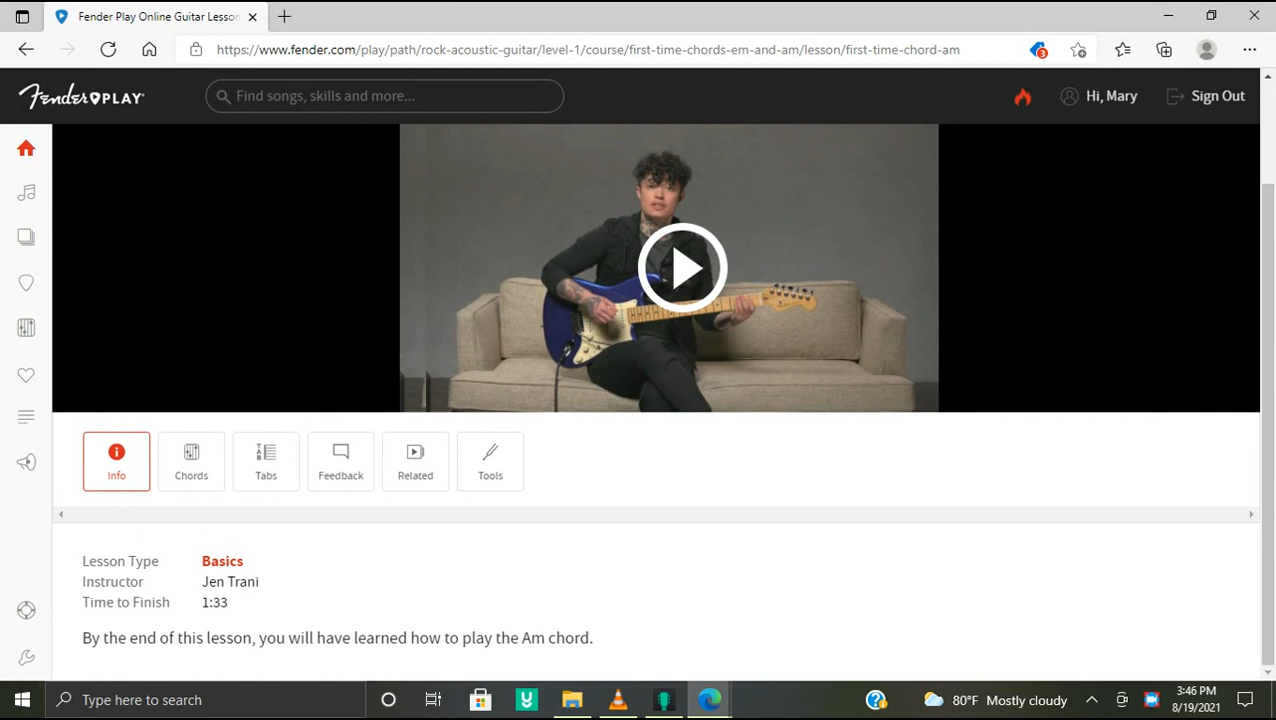 Fender Play Online Guitar Lesson
https://www.fender.com/play/path/rock-acoustic-guitar/level-1/course/first-time-chords-em-and-am/lesson/first-time-chord-am
3
Fender PLAY
Find songs, skills and more...
Hi, Mary
Sign Out
TAB
Info
Chords
Tabs
Feedback
Related
Tools
Lesson Type Basics
Instructor Jen Trani
Time to Finish 1:33
By the end of this lesson, you will have learned how to play the Am chord.
Type here to search
80°F Mostly cloudy
3:46 PM
8/19/2021